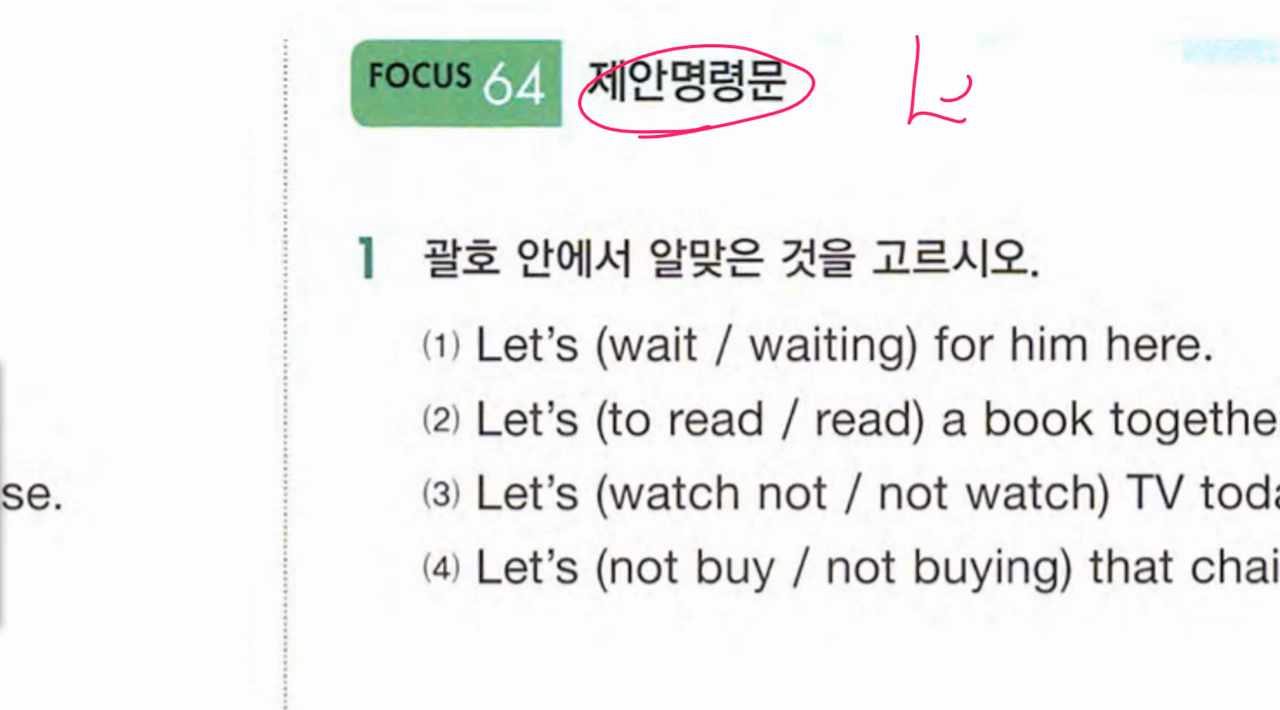 FOCUS 64 제안명령문
1 괄호 안에서 알맞은 것을 고르시오.
(1) Let's (wait / waiting) for him here.
(2) Let's (to read / read) a book togethe
(3) Let's (watch not / not watch) TV toda
se.
(4) Let's (not buy / not buying) that chai